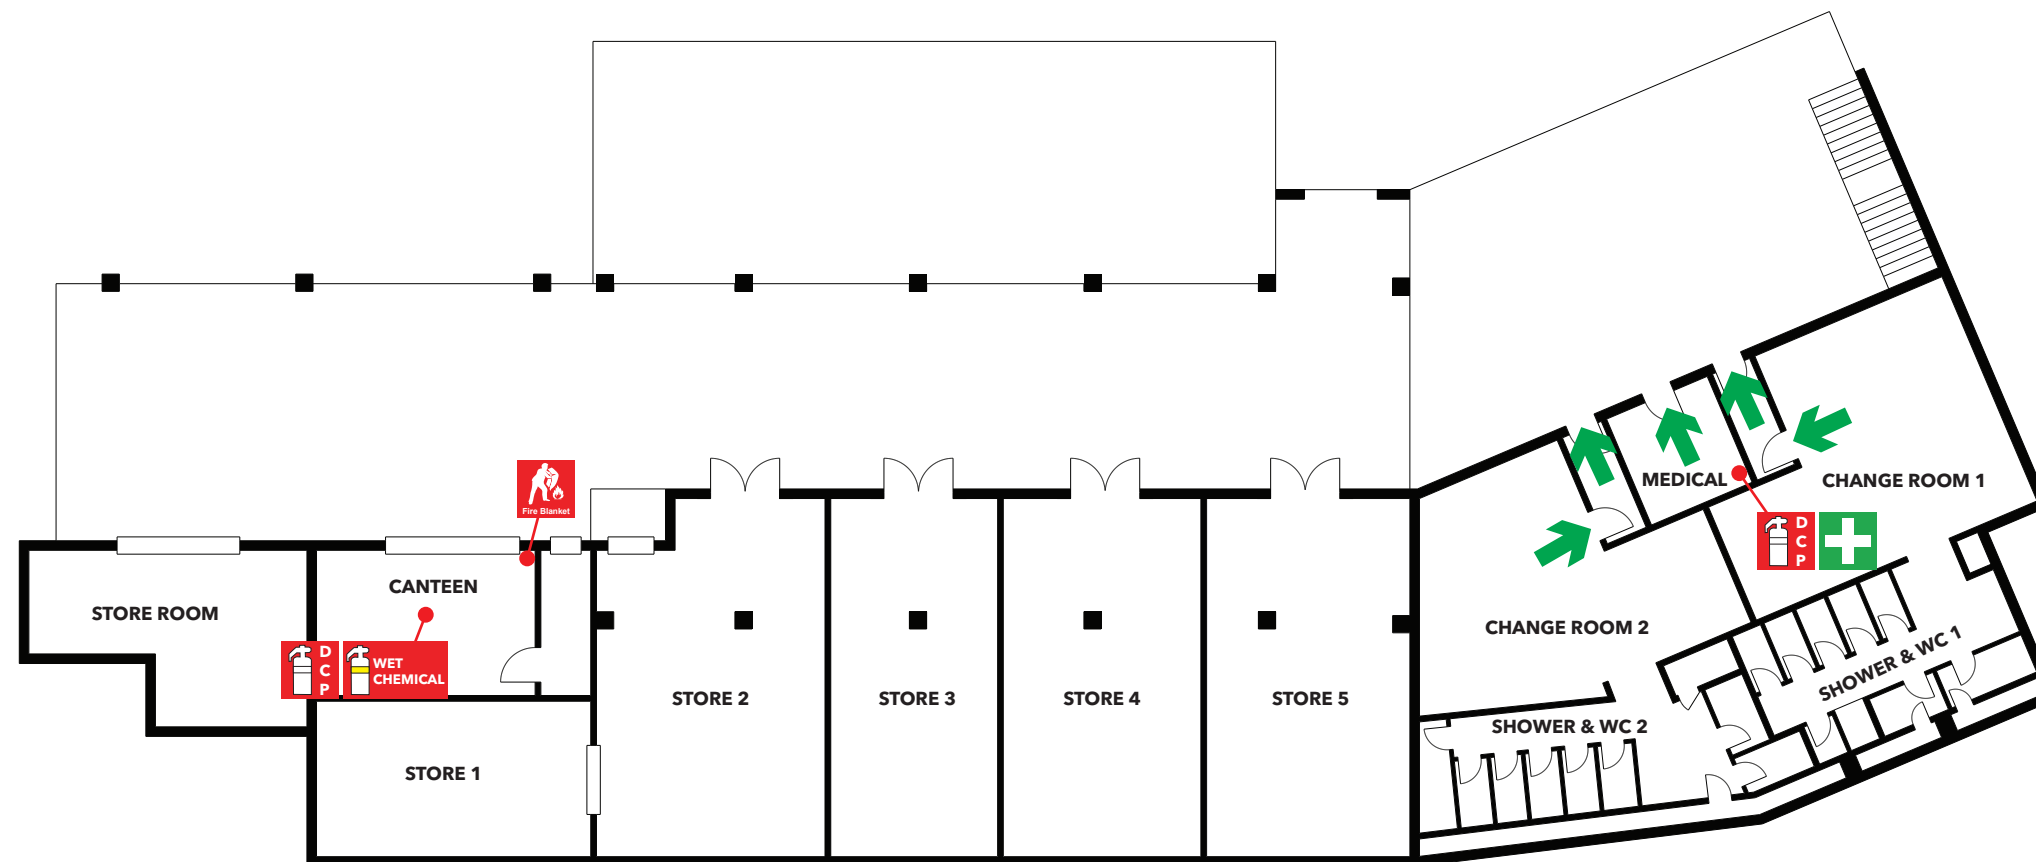 Fire Blanket
MEDICAL
CHANGE ROOM 1
D
C
P
CANTEEN
STORE ROOM
CHANGE ROOM 2
D
C
P
WET
CHEMICAL
SHOWER & WC 1
STORE 2
STORE 3
STORE 4
STORE 5
SHOWER & WC 2
STORE 1